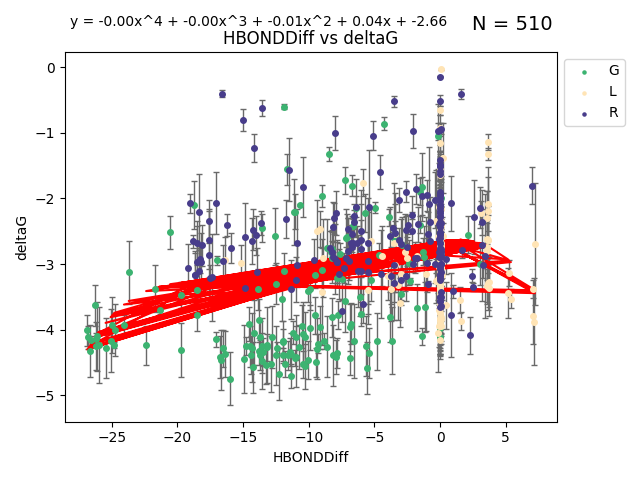 y = -0.00x^4 + -0.00x^3 + -0.01x^2 + 0.04x + -2.66
N = 510
HBONDDiff vs deltaG
G
L
R
0
−1
−2
−3
−4
−5
deltaG
−25
−20
−15
−10
−5
0
5
HBONDDiff